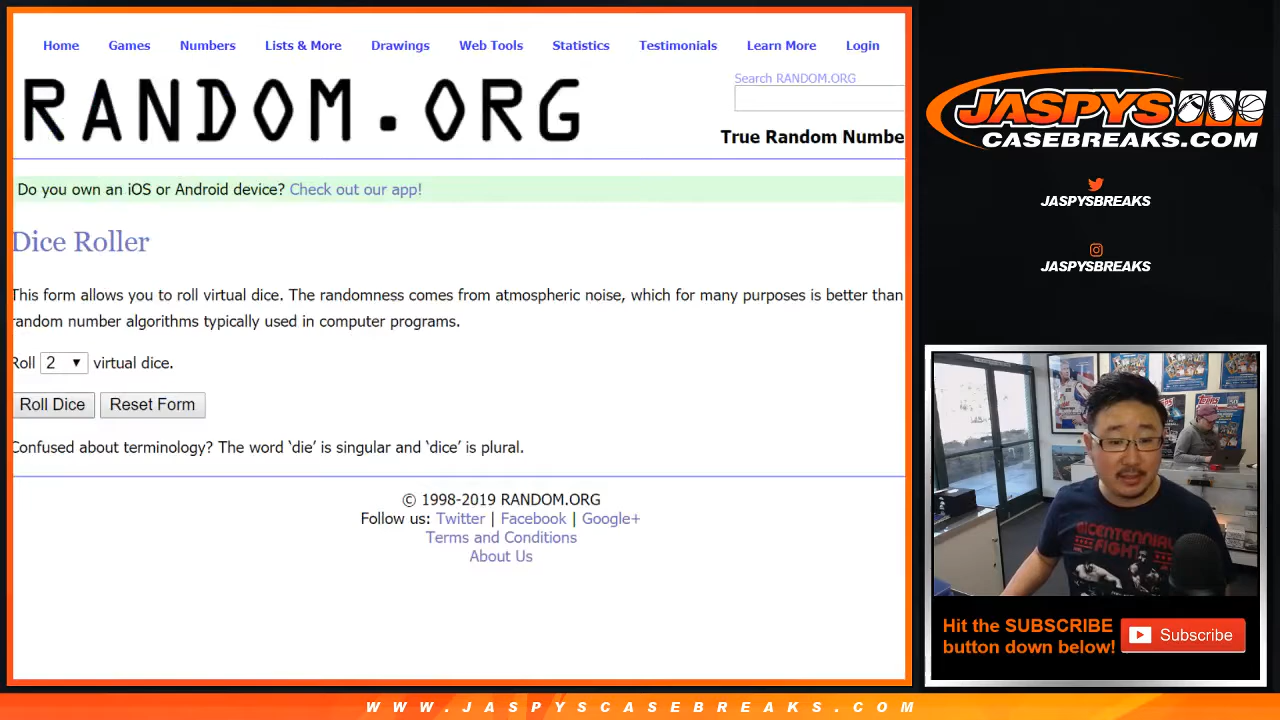 Home Games Numbers Lists & More Drawings Web Tools Statistics Testimonials Learn More Login
RANDOM.ORG
Search RANDOM.ORG
True Random Numbe
Do you own an iOS or Android device? Check out our app!
Dice Roller
This form allows you to roll virtual dice. The randomness comes from atmospheric noise, which for many purposes is better than
random number algorithms typically used in computer programs.
Roll 2 virtual dice.
Roll Dice Reset Form
Confused about terminology? The word ‘die’ is singular and ‘dice’ is plural.
© 1998-2019 RANDOM.ORG
Follow us: Twitter | Facebook | Google+
Terms and Conditions
About Us
JASPYS
CASEBREAKS.COM
JASPYSBREAKS
JASPYSBREAKS
BICENTENNIAL
FIGHT
Hit the SUBSCRIBE
button down below!
Subscribe
WWW.JASPYSCASEBREAKS.COM